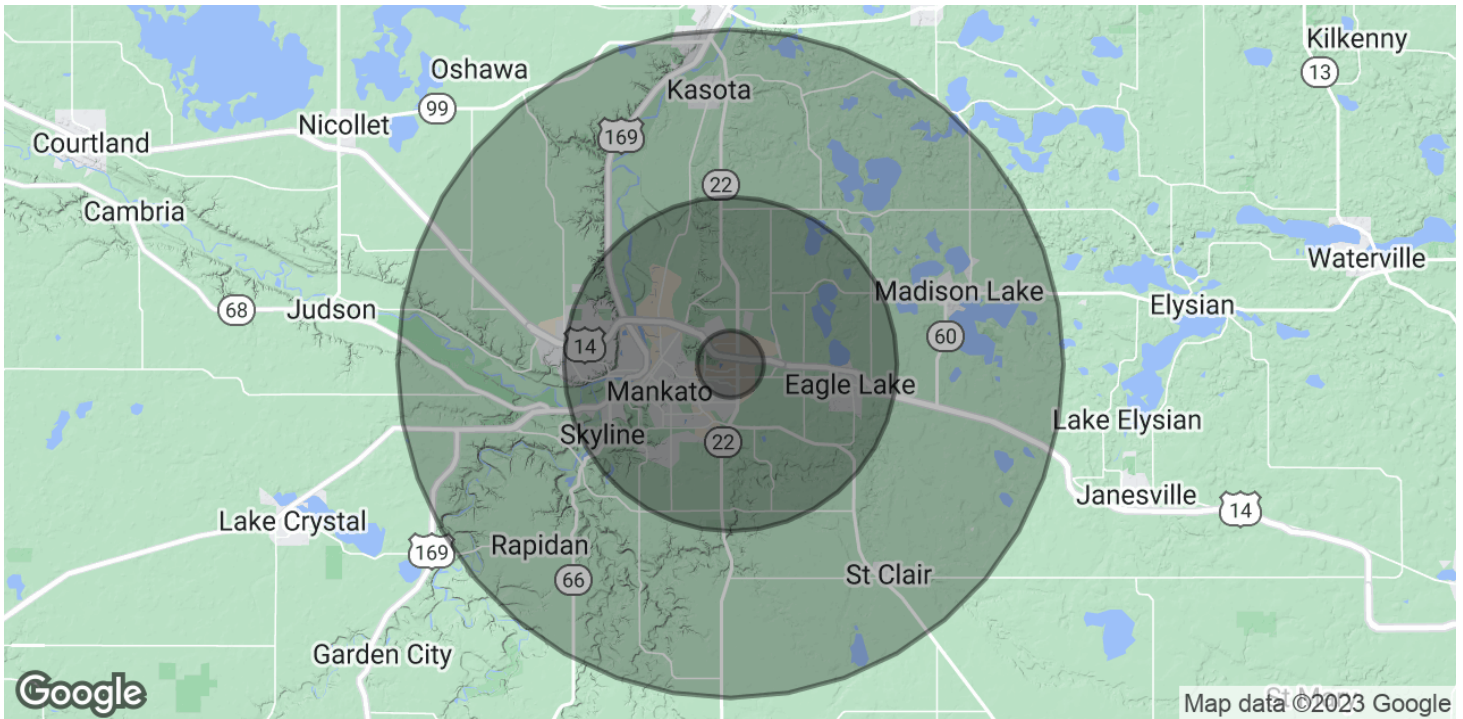 Kilkenny
13
Oshawa
Kasota
99
Nicollet
169
Courtland
22
Cambria
Waterville
Madison Lake
Elysian
68
Judson
60
14
Mankato
Eagle Lake
Lake Elysian
Skyline
22
Janesville
14
Lake Crystal
169
Rapidan
66
St Clair
Garden City
Google
Map data ©2023 Google